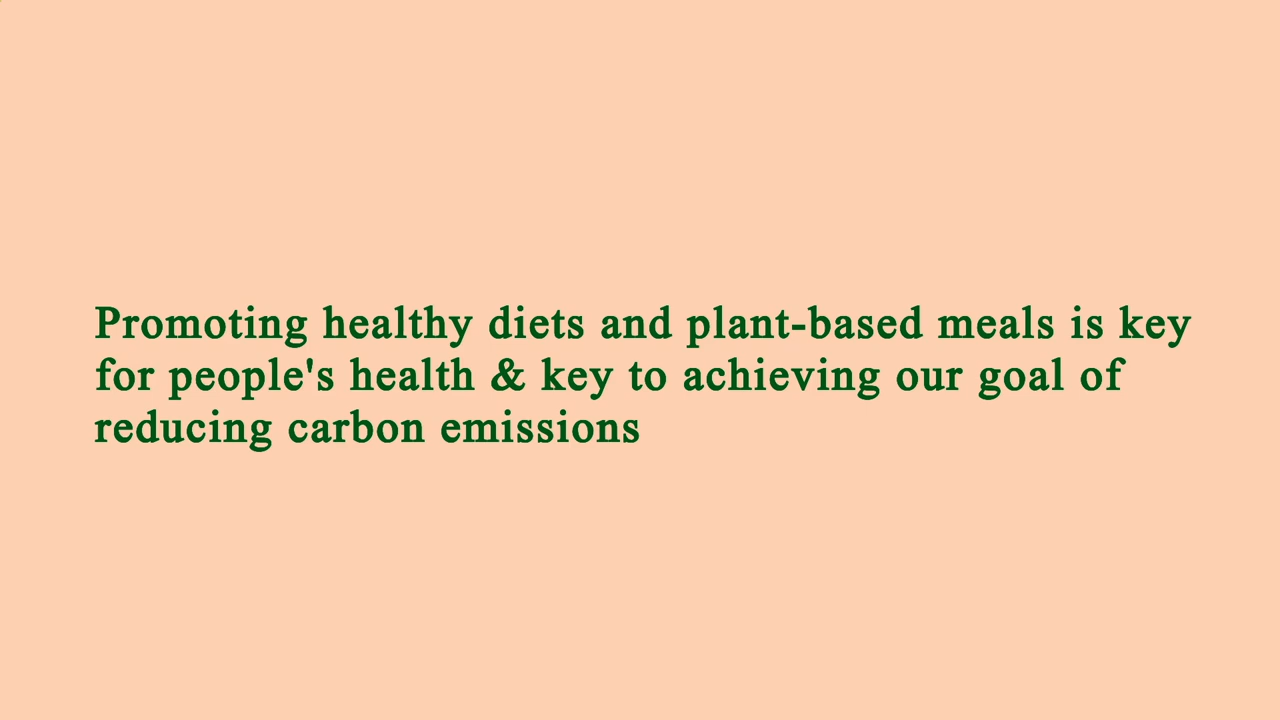 Promoting healthy diets and plant-based meals is key
for people's health & key to achieving our goal of
reducing carbon emissions